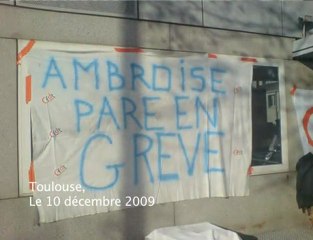 AMBROISE
PARE EN
GREVE
Toulouse,
Le 10 décembre 2009